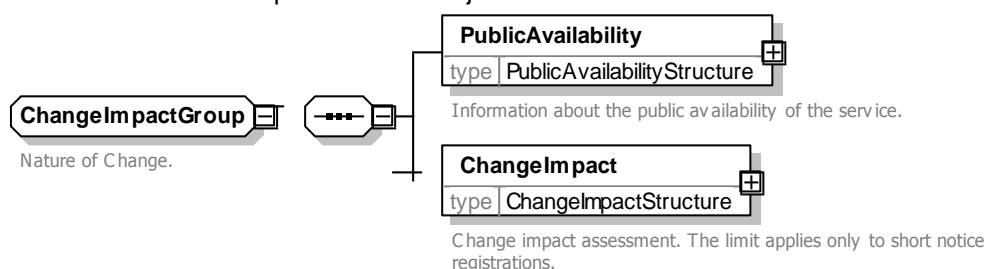 PublicAvailability
type PublicAvailabilityStructure
Information about the public availability of the service.
ChangeImpactGroup
Nature of Change.
ChangeImpact
type ChangeImpactStructure
Change impact assessment. The limit applies only to short notice
registrations.